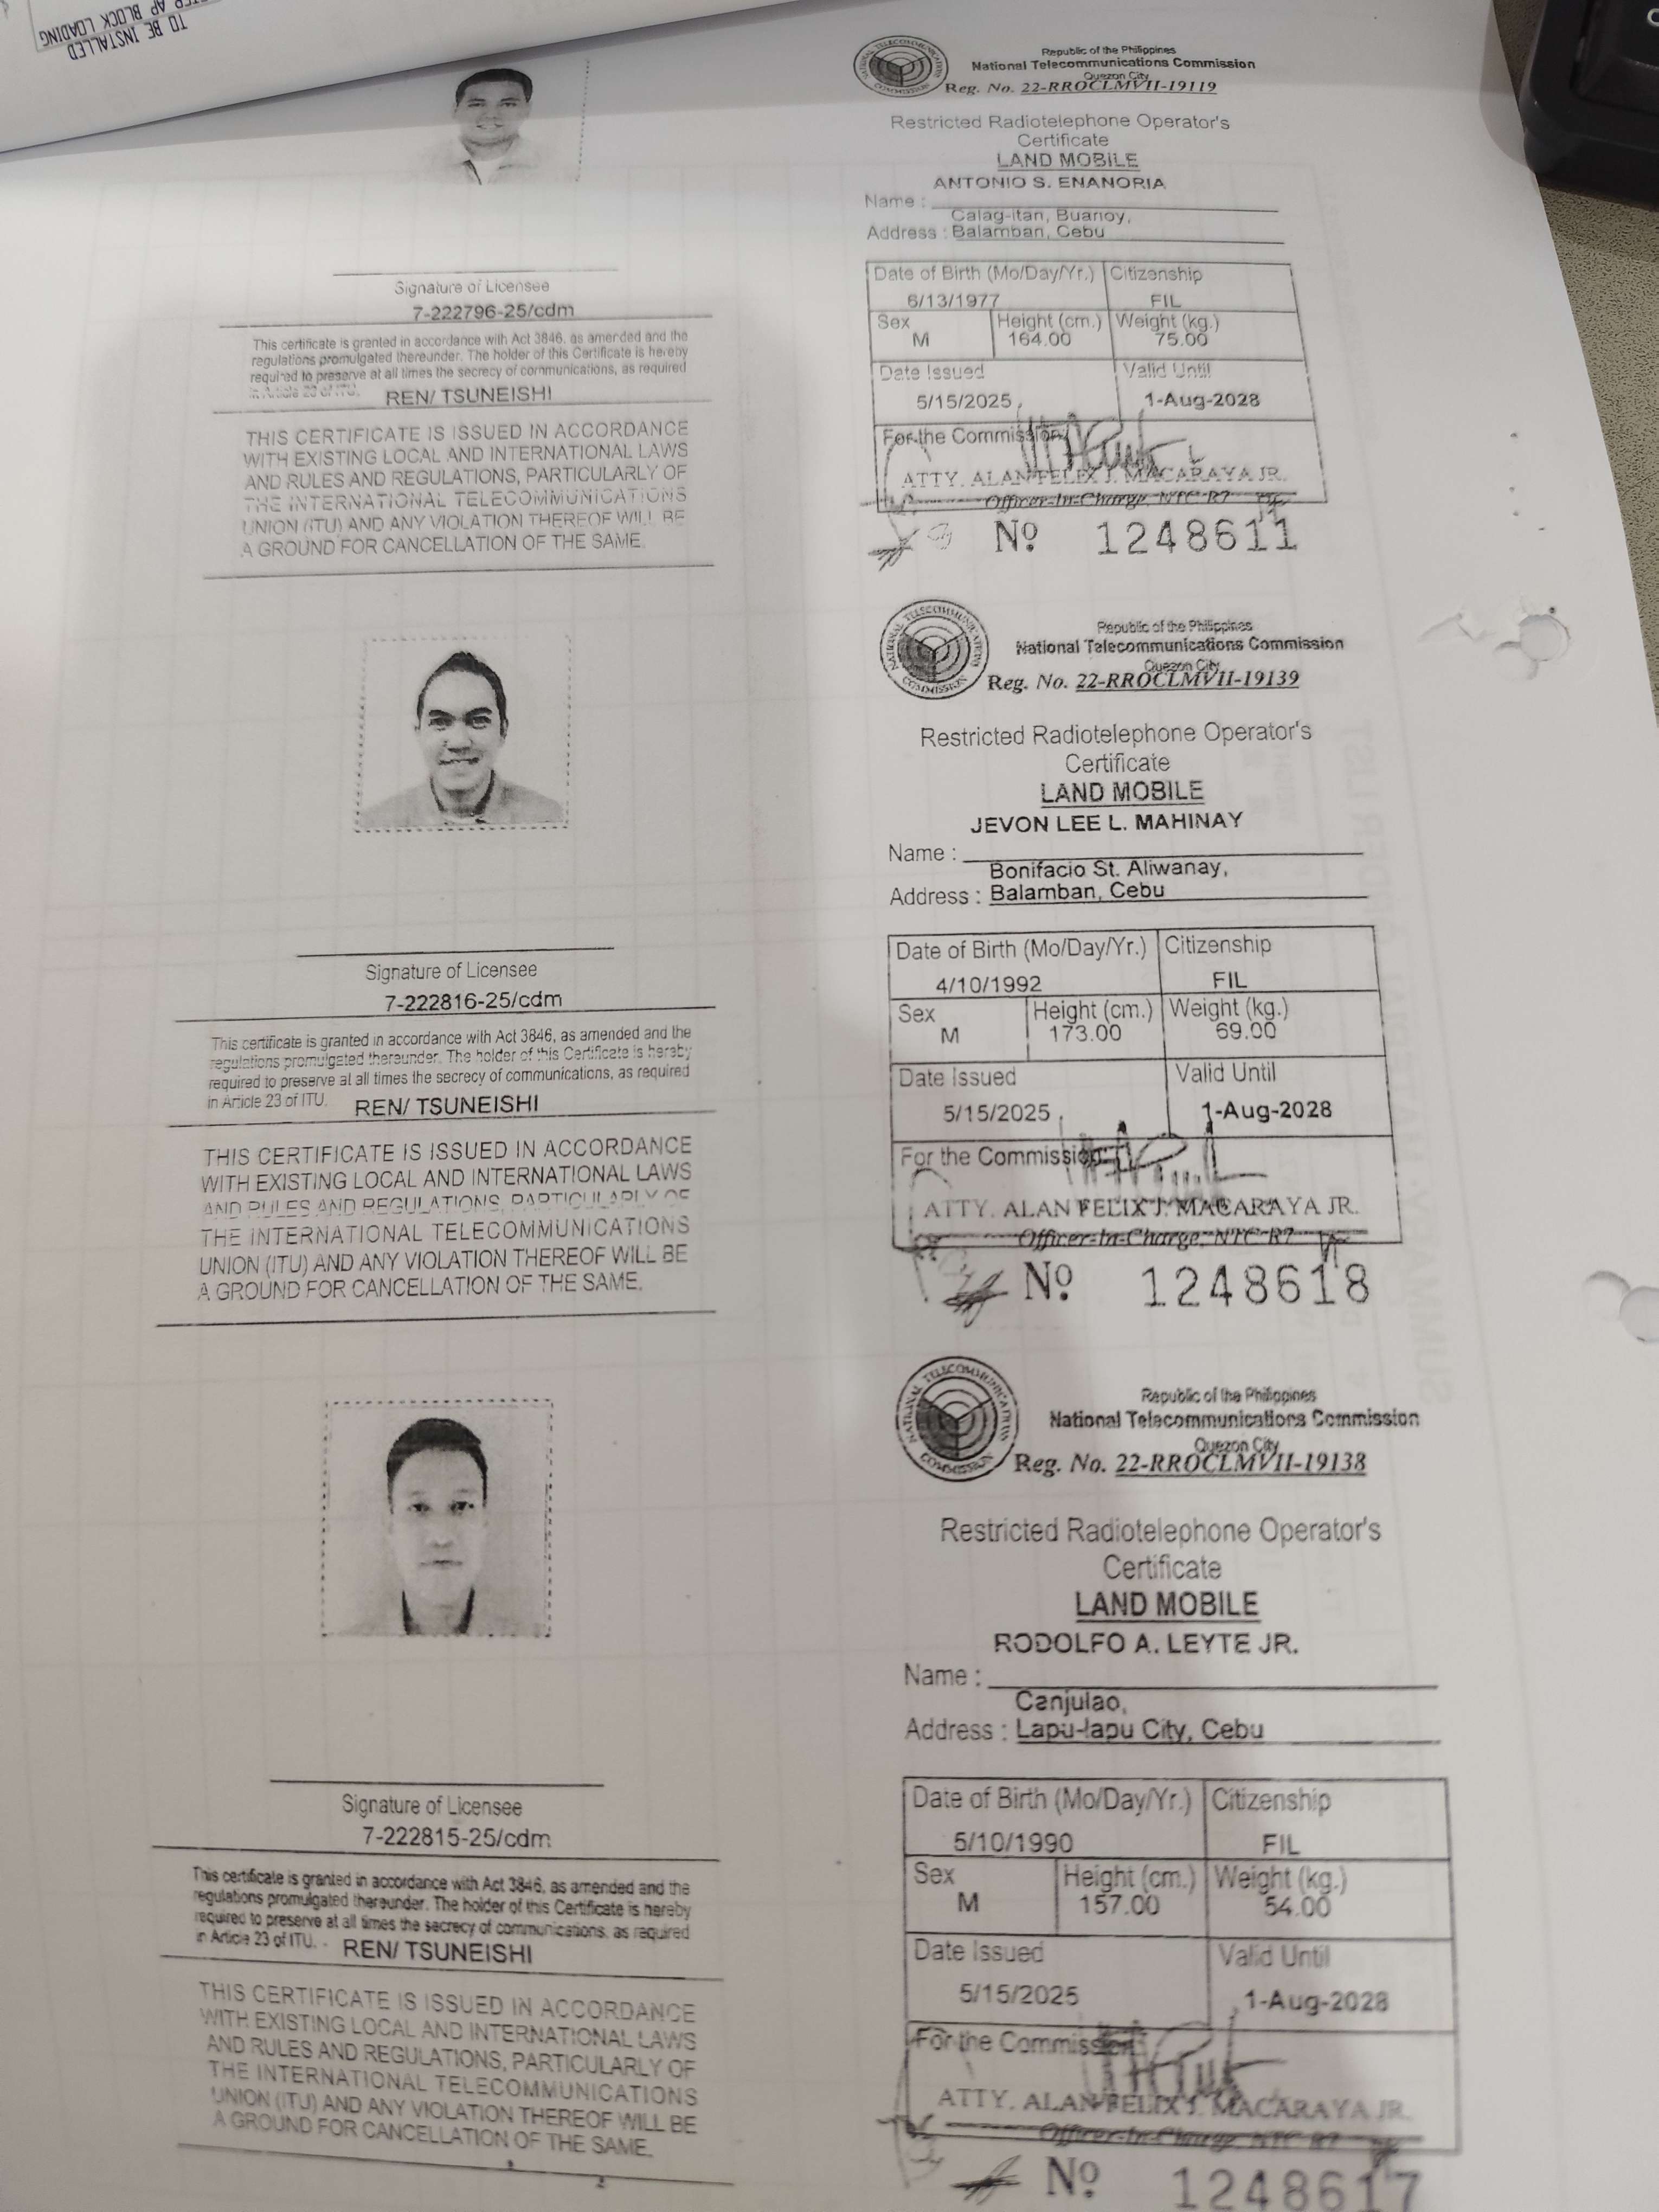 TO BE INSTALLED
AP BLOCK LOADING
Republic of the Philippines
National Telecommunications Commission
Quezon City
Reg. No. 22-RROCLMVII-19119
Restricted Radiotelephone Operator's
Certificate
LAND MOBILE
ANTONIO S. ENANORIA
Name :
Calag-itan, Buanoy,
Address : Balamban, Cebu
Date of Birth (Mo/Day/Yr.) Citizenship
6/13/1977 FIL
Sex Height (cm.) Weight (kg.)
M 164.00 75.00
Date Issued Valid Until
5/15/2025 1-Aug-2028
For the Commission:
ATTY. ALAN FELIX J. MACARAYA JR.
Officer-In-Charge, NTC-R7
Nº 1248611
Signature of Licensee
7-222796-25/cdm
This certificate is granted in accordance with Act 3846, as amended and the
regulations promulgated thereunder. The holder of this Certificate is hereby
required to preserve at all times the secrecy of communications, as required
in Article 23 of ITU. REN/ TSUNEISHI
THIS CERTIFICATE IS ISSUED IN ACCORDANCE
WITH EXISTING LOCAL AND INTERNATIONAL LAWS
AND RULES AND REGULATIONS, PARTICULARLY OF
THE INTERNATIONAL TELECOMMUNICATIONS
UNION (ITU) AND ANY VIOLATION THEREOF WILL BE
A GROUND FOR CANCELLATION OF THE SAME.
Republic of the Philippines
National Telecommunications Commission
Quezon City
Reg. No. 22-RROCLMVII-19139
Restricted Radiotelephone Operator's
Certificate
LAND MOBILE
JEVON LEE L. MAHINAY
Name :
Bonifacio St. Aliwanay,
Address : Balamban, Cebu
Date of Birth (Mo/Day/Yr.) Citizenship
4/10/1992 FIL
Sex Height (cm.) Weight (kg.)
M 173.00 69.00
Date Issued Valid Until
5/15/2025 1-Aug-2028
For the Commission:
ATTY. ALAN FELIX J. MACARAYA JR.
Officer-In-Charge, NTC-R7
Nº 1248618
Signature of Licensee
7-222816-25/cdm
This certificate is granted in accordance with Act 3846, as amended and the
regulations promulgated thereunder. The holder of this Certificate is hereby
required to preserve at all times the secrecy of communications, as required
in Article 23 of ITU. REN/ TSUNEISHI
THIS CERTIFICATE IS ISSUED IN ACCORDANCE
WITH EXISTING LOCAL AND INTERNATIONAL LAWS
AND RULES AND REGULATIONS, PARTICULARLY OF
THE INTERNATIONAL TELECOMMUNICATIONS
UNION (ITU) AND ANY VIOLATION THEREOF WILL BE
A GROUND FOR CANCELLATION OF THE SAME.
Republic of the Philippines
National Telecommunications Commission
Quezon City
Reg. No. 22-RROCLMVII-19138
Restricted Radiotelephone Operator's
Certificate
LAND MOBILE
RODOLFO A. LEYTE JR.
Name :
Canjulao,
Address : Lapu-lapu City, Cebu
Date of Birth (Mo/Day/Yr.) Citizenship
5/10/1990 FIL
Sex Height (cm.) Weight (kg.)
M 157.00 54.00
Date Issued Valid Until
5/15/2025 1-Aug-2028
For the Commission:
ATTY. ALAN FELIX J. MACARAYA JR.
Officer-In-Charge, NTC-R7
Nº 1248617
Signature of Licensee
7-222815-25/cdm
This certificate is granted in accordance with Act 3846, as amended and the
regulations promulgated thereunder. The holder of this Certificate is hereby
required to preserve at all times the secrecy of communications, as required
in Article 23 of ITU. REN/ TSUNEISHI
THIS CERTIFICATE IS ISSUED IN ACCORDANCE
WITH EXISTING LOCAL AND INTERNATIONAL LAWS
AND RULES AND REGULATIONS, PARTICULARLY OF
THE INTERNATIONAL TELECOMMUNICATIONS
UNION (ITU) AND ANY VIOLATION THEREOF WILL BE
A GROUND FOR CANCELLATION OF THE SAME.